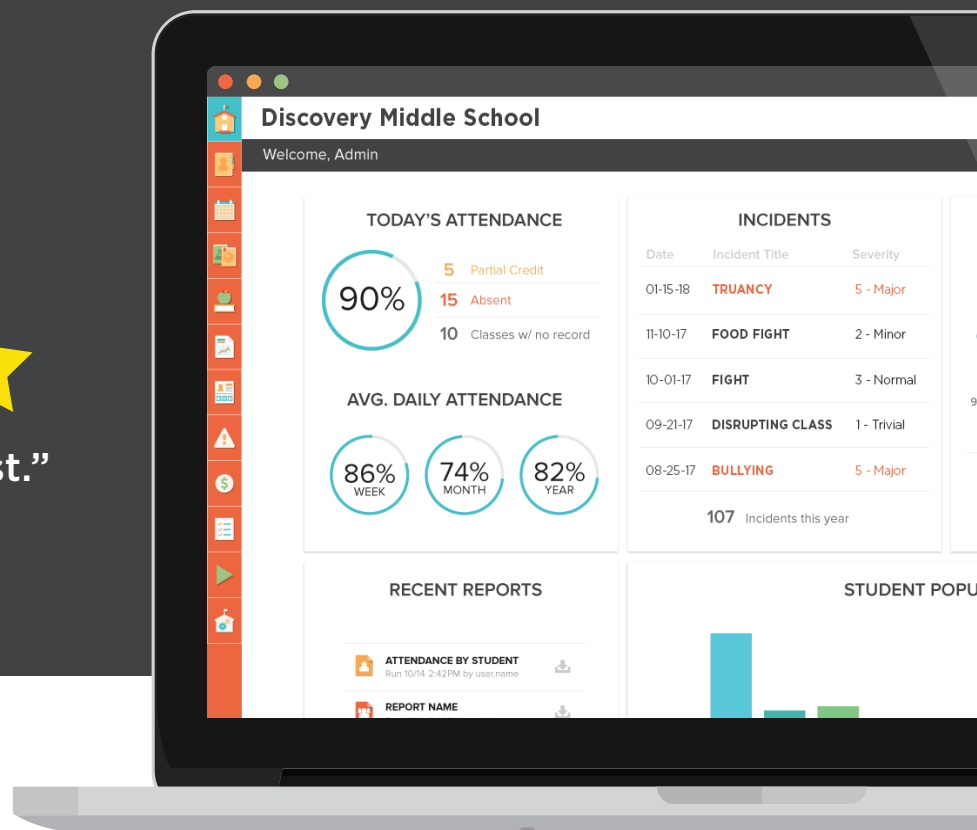 st.”
Discovery Middle School
Welcome, Admin
TODAY’S ATTENDANCE
90%
5 Partial Credit
15 Absent
10 Classes w/ no record
AVG. DAILY ATTENDANCE
86%
WEEK
74%
MONTH
82%
YEAR
INCIDENTS
Date Incident Title Severity
01-15-18 TRUANCY 5 - Major
11-10-17 FOOD FIGHT 2 - Minor
10-01-17 FIGHT 3 - Normal
09-21-17 DISRUPTING CLASS 1 - Trivial
08-25-17 BULLYING 5 - Major
107 Incidents this year
9
RECENT REPORTS
ATTENDANCE BY STUDENT
Run 10/14 2:42PM by user.name
REPORT NAME
STUDENT POPU